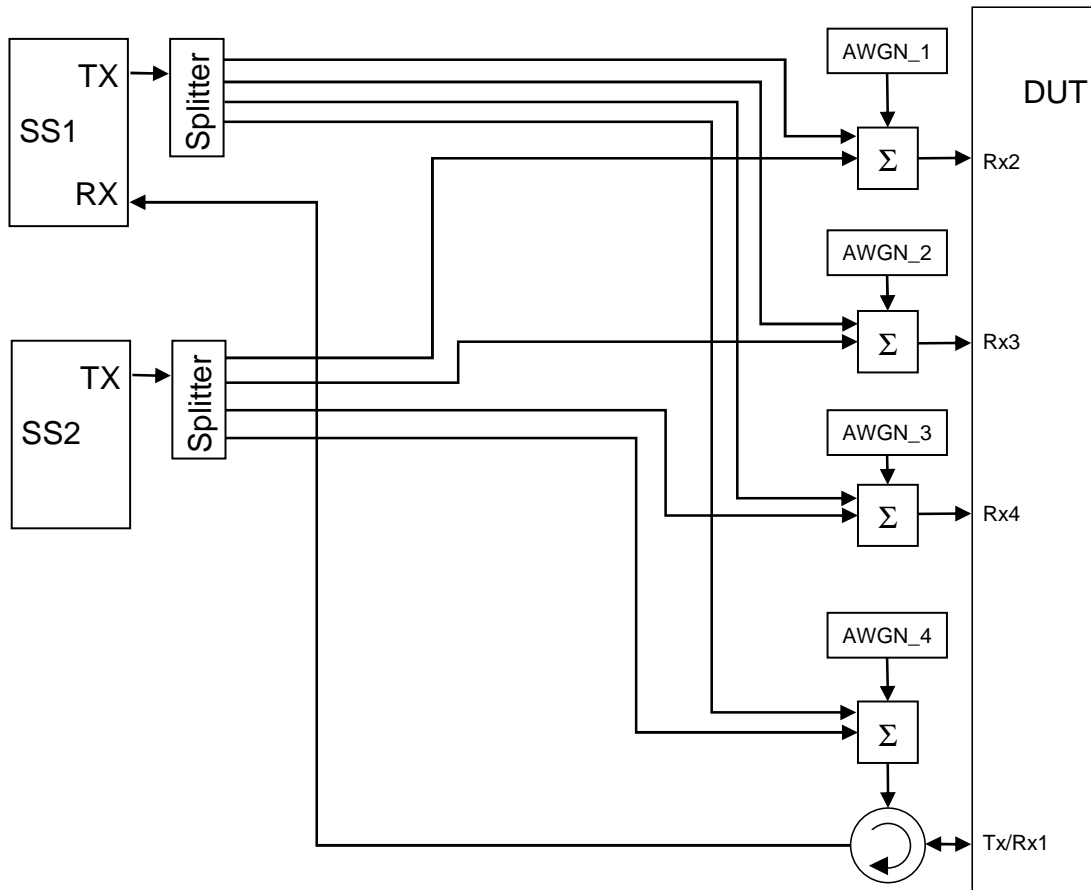 TX
SS1
RX
Splitter
AWGN_1
DUT
Σ
Rx2
AWGN_2
Σ
Rx3
TX
SS2
Splitter
AWGN_3
Σ
Rx4
AWGN_4
Σ
Tx/Rx1